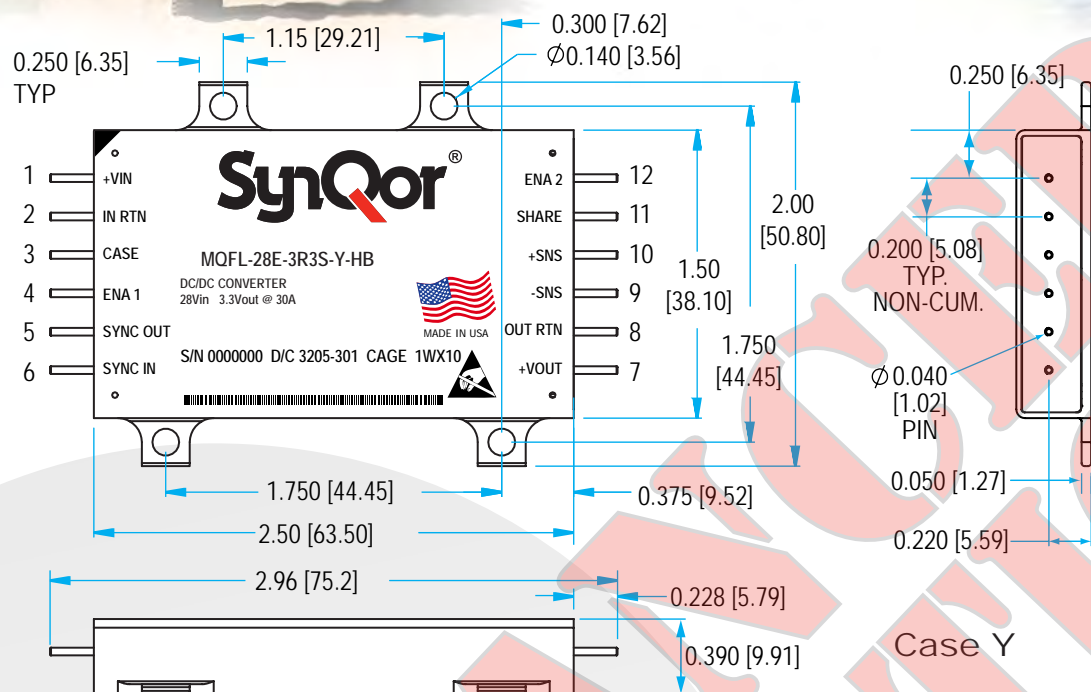 1.15 [29.21]
0.300 [7.62]
Ø0.140 [3.56]
0.250 [6.35]
TYP
0.250 [6.35]
SynQor®
1 +VIN
2 IN RTN
3 CASE
4 ENA 1
5 SYNC OUT
6 SYNC IN
ENA 2 12
SHARE 11
+SNS 10
-SNS 9
OUT RTN 8
+VOUT 7
MQFL-28E-3R3S-Y-HB
DC/DC CONVERTER
28Vin 3.3Vout @ 30A
MADE IN USA
S/N 0000000 D/C 3205-301 CAGE 1WX10
2.00
[50.80]
1.50
[38.10]
1.750
[44.45]
0.200 [5.08]
TYP.
NON-CUM.
Ø 0.040
[1.02]
PIN
0.050 [1.27]
0.220 [5.59]
1.750 [44.45]
0.375 [9.52]
2.50 [63.50]
2.96 [75.2]
0.228 [5.79]
0.390 [9.91]
Case Y